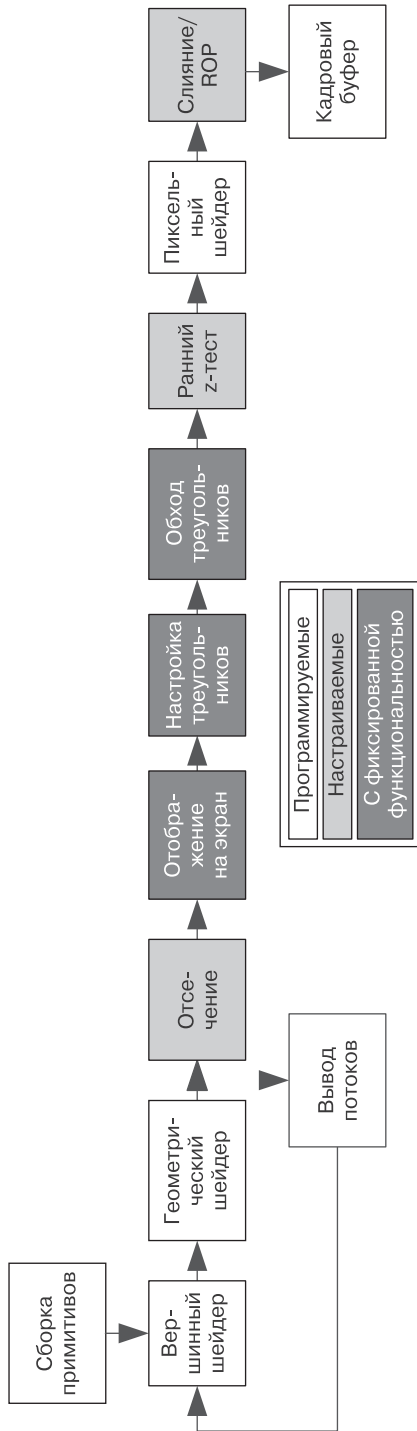 Сборка
примитивов
Вер-
шинный
шейдер
Геометри-
ческий
шейдер
Отсе-
чение
Отобра-
жение
на экран
Настройка
треуголь-
ников
Обход
треуголь-
ников
Ранний
z-тест
Пиксель-
ный
шейдер
Слияние/
ROP
Вывод
потоков
Кадровый
буфер
Программируемые
Настраиваемые
С фиксированной
функциональностью